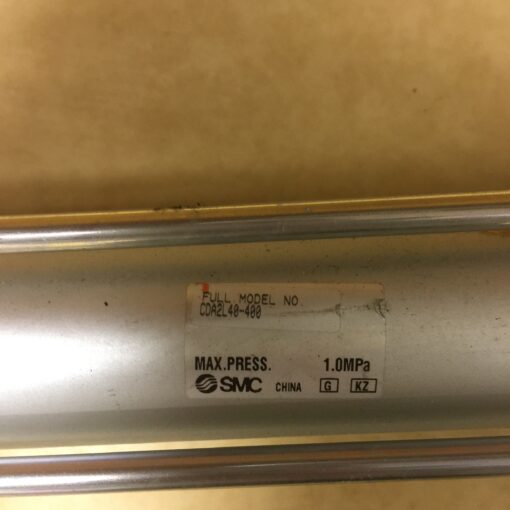 FULL MODEL NO.
CDA2L40-400
MAX.PRESS. 1.0MPa
SMC CHINA G KZ